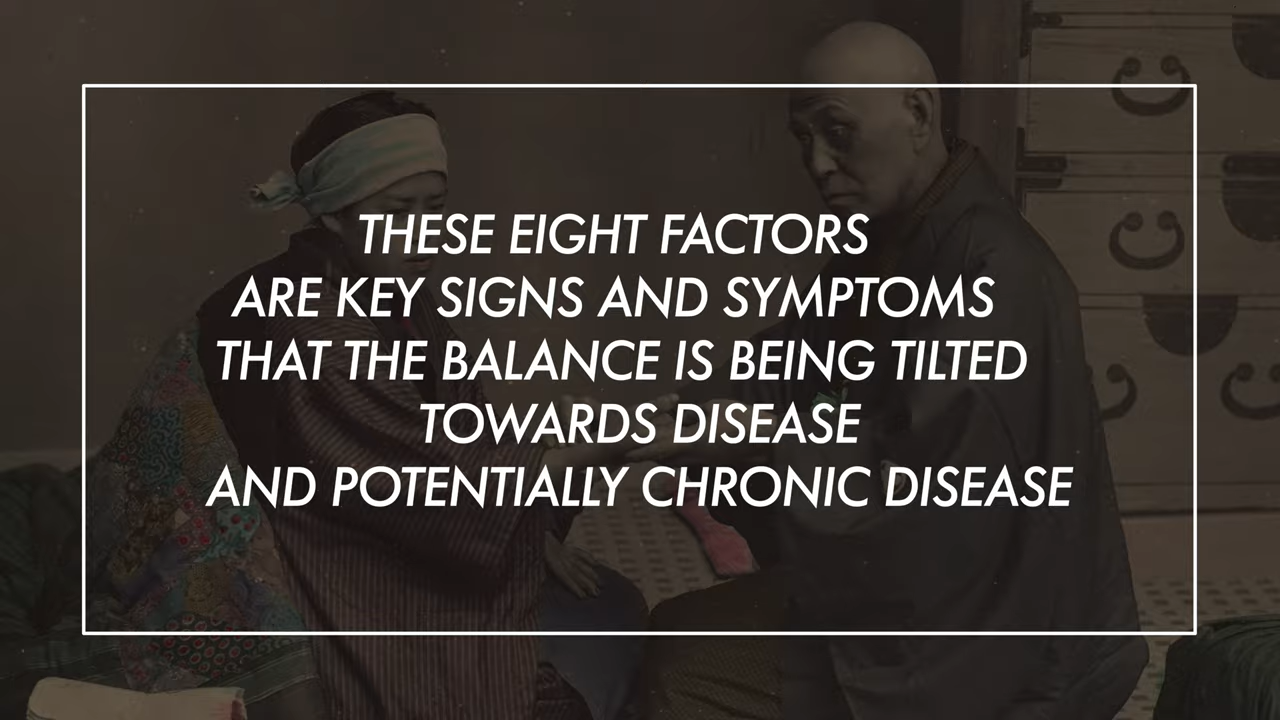 THESE EIGHT FACTORS
ARE KEY SIGNS AND SYMPTOMS
THAT THE BALANCE IS BEING TILTED
TOWARDS DISEASE
AND POTENTIALLY CHRONIC DISEASE